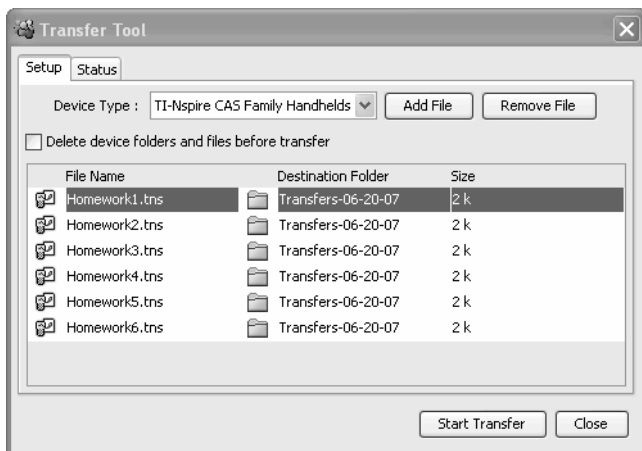 Transfer Tool
Setup Status
Device Type : TI-Nspire CAS Family Handhelds Add File Remove File
Delete device folders and files before transfer
File Name Destination Folder Size
Homework1.tns Transfers-06-20-07 2 k
Homework2.tns Transfers-06-20-07 2 k
Homework3.tns Transfers-06-20-07 2 k
Homework4.tns Transfers-06-20-07 2 k
Homework5.tns Transfers-06-20-07 2 k
Homework6.tns Transfers-06-20-07 2 k
Start Transfer Close